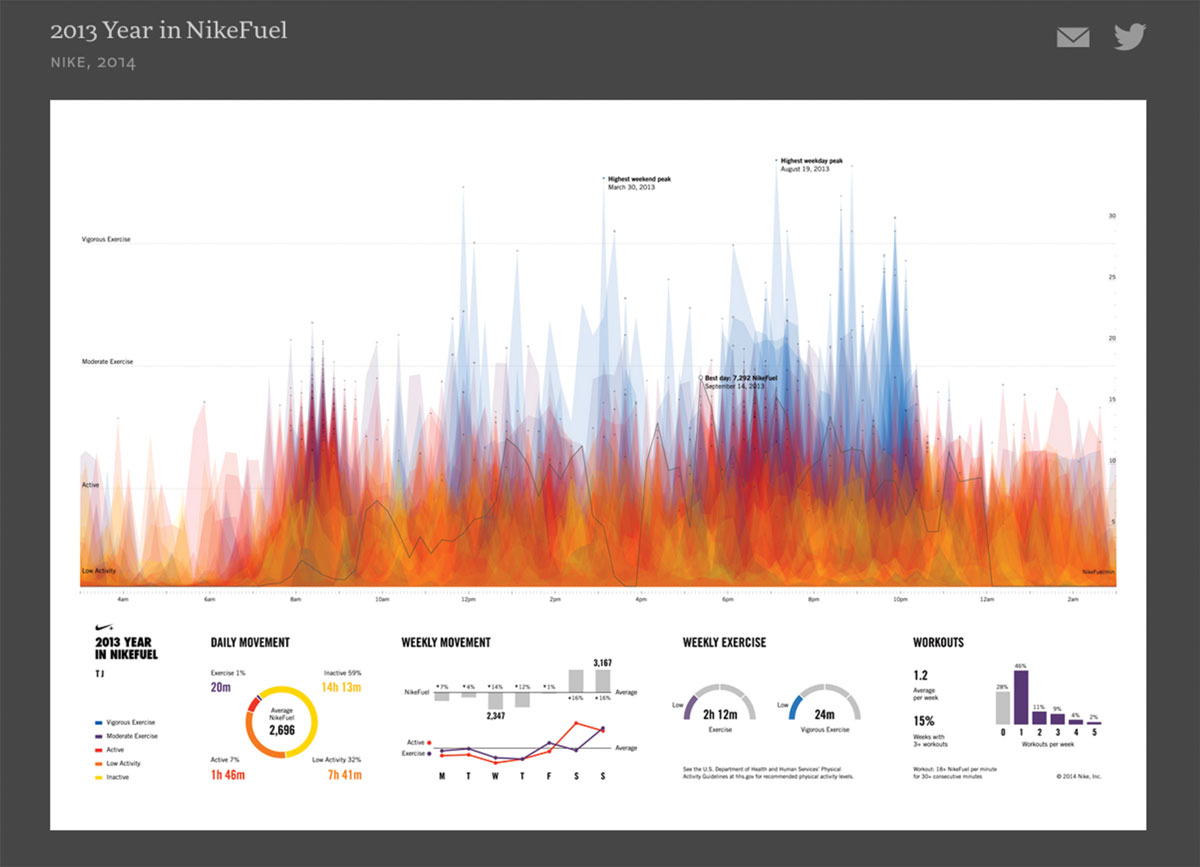 2013 Year in NikeFuel
NIKE, 2014
Highest weekday peak
August 19, 2013
Highest weekend peak
March 30, 2013
Vigorous Exercise
Moderate Exercise
Active
Low Activity
Best day: 7,292 NikeFuel
September 14, 2013
30
25
20
15
10
5
NikeFuel/min
4am 6am 8am 10am 12pm 2pm 4pm 6pm 8pm 10pm 12am 2am
2013 YEAR
IN NIKEFUEL
TJ
Vigorous Exercise
Moderate Exercise
Active
Low Activity
Inactive
DAILY MOVEMENT
Exercise 1%
20m
Inactive 59%
14h 13m
Average
NikeFuel
2,696
Active 7%
1h 46m
Low Activity 32%
7h 41m
WEEKLY MOVEMENT
3,167
NikeFuel
▼7% ▼4% ▼14% ▼12% ▼1%
▲16% ▲16%
Average
2,347
Active
Exercise
Average
M T W T F S S
WEEKLY EXERCISE
Low
2h 12m
Exercise
Low
24m
Vigorous Exercise
See the U.S. Department of Health and Human Services' Physical
Activity Guidelines at hhs.gov for recommended physical activity levels.
WORKOUTS
1.2
Average
per week
15%
Weeks with
3+ workouts
28% 46% 11% 9% 4% 2%
0 1 2 3 4 5
Workouts per week
Workout: 18+ NikeFuel per minute
for 30+ consecutive minutes
© 2014 Nike, Inc.